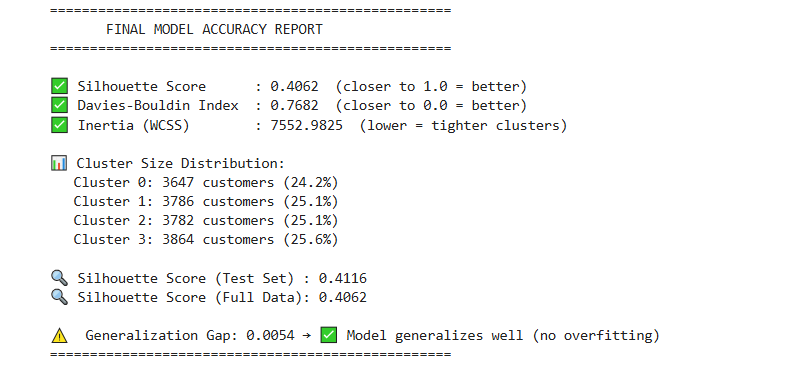 ==================================================
FINAL MODEL ACCURACY REPORT
==================================================
✅ Silhouette Score      : 0.4062  (closer to 1.0 = better)
✅ Davies-Bouldin Index  : 0.7682  (closer to 0.0 = better)
✅ Inertia (WCSS)        : 7552.9825  (lower = tighter clusters)
📊 Cluster Size Distribution:
Cluster 0: 3647 customers (24.2%)
Cluster 1: 3786 customers (25.1%)
Cluster 2: 3782 customers (25.1%)
Cluster 3: 3864 customers (25.6%)
🔍 Silhouette Score (Test Set) : 0.4116
🔍 Silhouette Score (Full Data): 0.4062
⚠️  Generalization Gap: 0.0054 → ✅ Model generalizes well (no overfitting)
==================================================